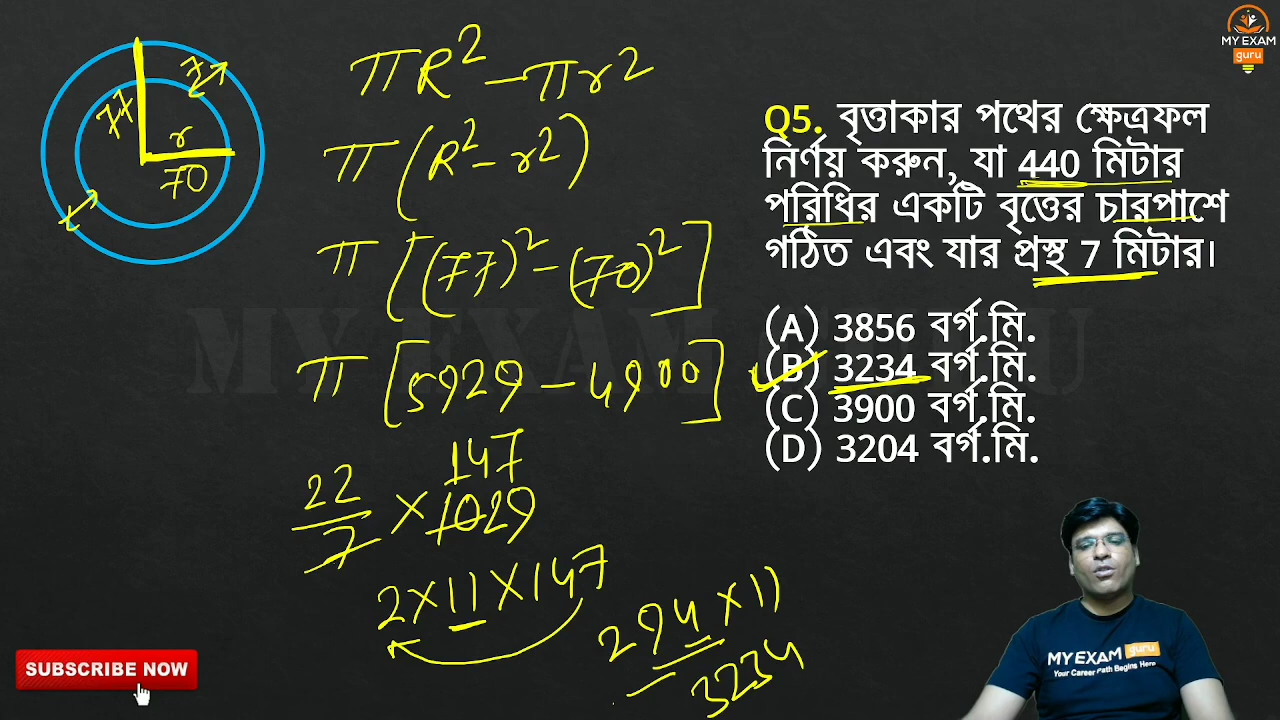 MY EXAM
guru
7
77
r
70
t
πR² – πr²
π(R² – r²)
π[(77)² – (70)²]
π[5929 – 4900]
147
22/7 × 1029
2 × 11 × 147
294 × 11
3234
Q5. বৃত্তাকার পথের ক্ষেত্রফল
নির্ণয় করুন, যা 440 মিটার
পরিধির একটি বৃত্তের চারপাশে
গঠিত এবং যার প্রস্থ 7 মিটার।
(A) 3856 বর্গ.মি.
(B) 3234 বর্গ.মি.
(C) 3900 বর্গ.মি.
(D) 3204 বর্গ.মি.
MY EXAM GURU
SUBSCRIBE NOW
MY EXAM guru
Your Career Path Begins Here